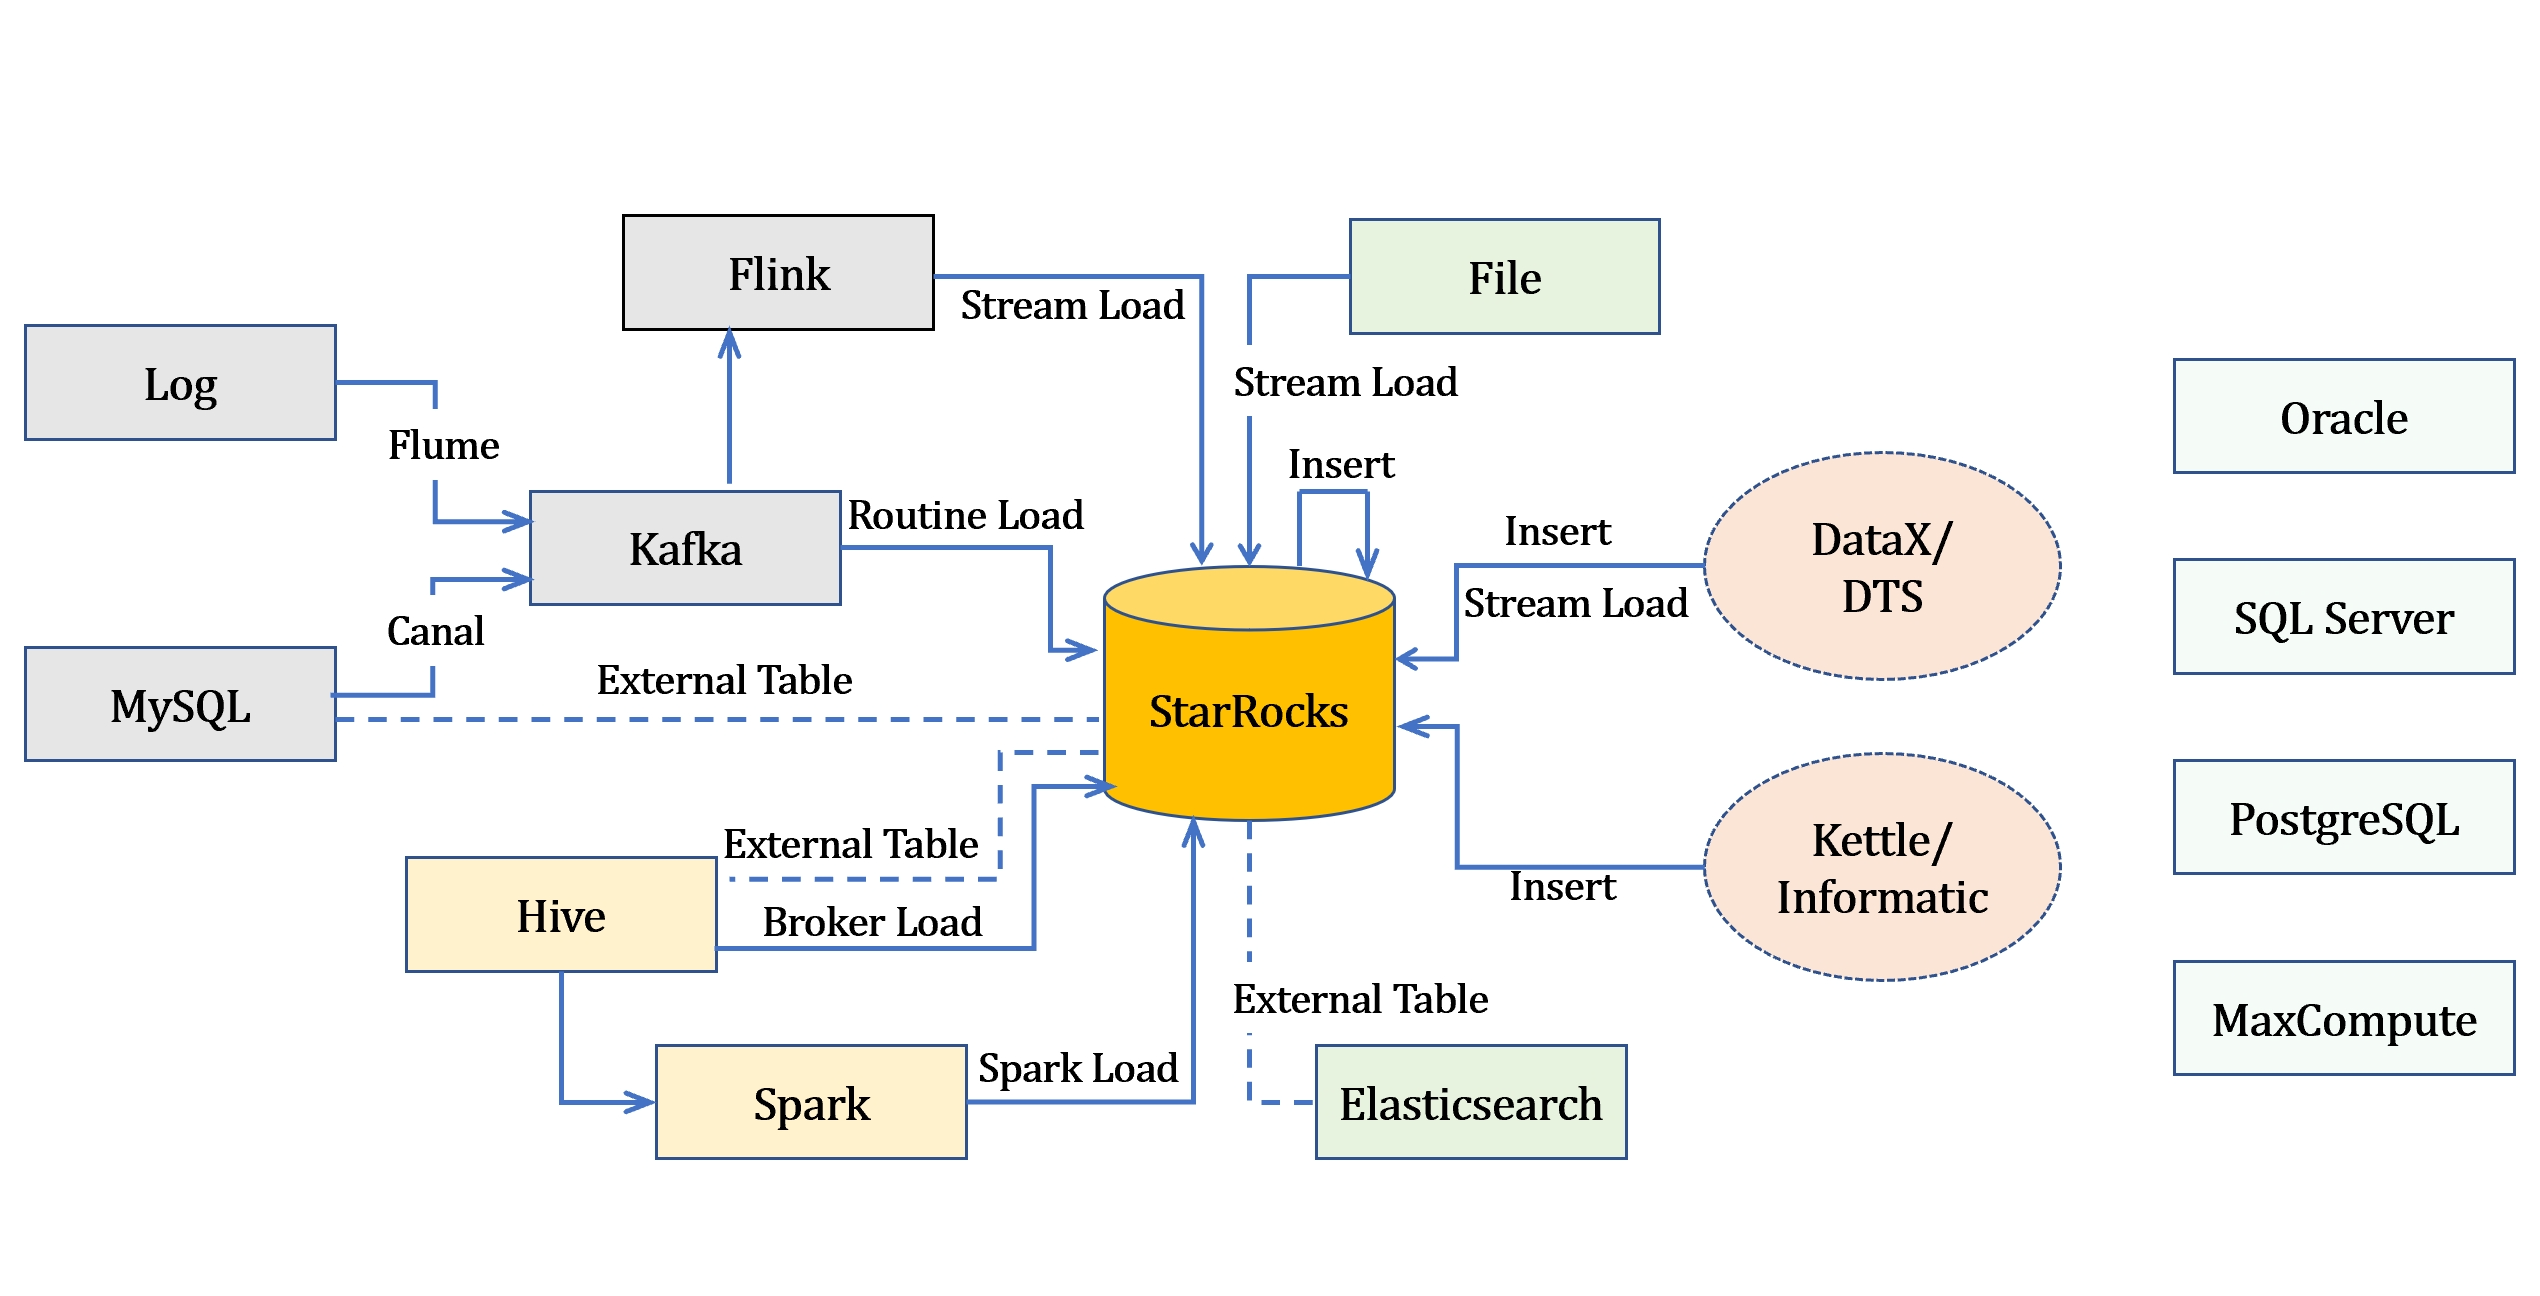 Flink
File
Stream Load
Log
Stream Load
Oracle
Flume
Insert
Kafka
Routine Load
Insert
DataX/
DTS
Canal
Stream Load
SQL Server
MySQL
External Table
StarRocks
External Table
Kettle/
Informatic
Insert
PostgreSQL
Hive
Broker Load
External Table
MaxCompute
Spark
Spark Load
Elasticsearch